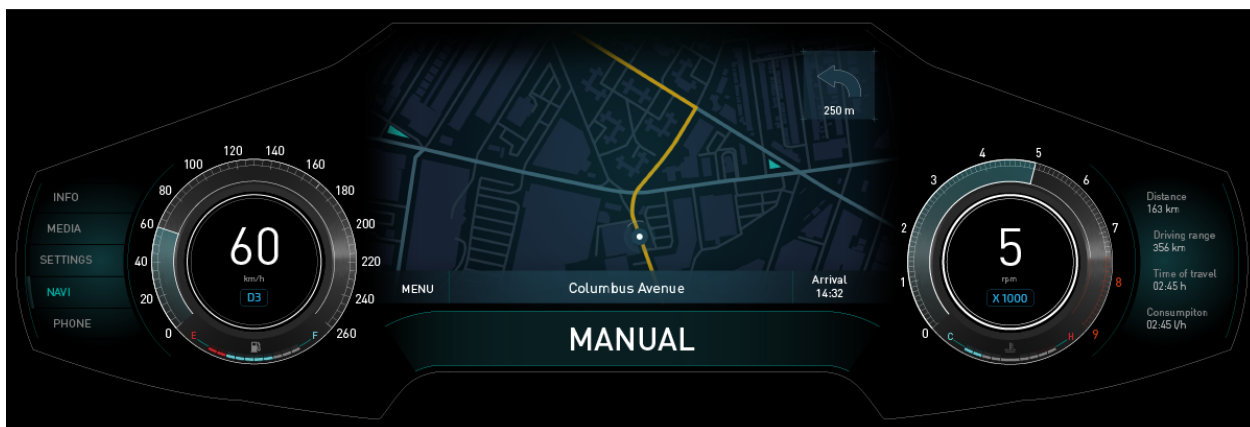 INFO
MEDIA
SETTINGS
NAVI
PHONE
0
20
40
60
80
100
120
140
160
180
200
220
240
260
60
km/h
D3
E
F
250 m
MENU
Columbus Avenue
Arrival
14:32
MANUAL
0
1
2
3
4
5
6
7
8
9
5
rpm
X 1000
C
H
Distance
163 km
Driving range
356 km
Time of travel
02:45 h
Consumpiton
02:45 l/h